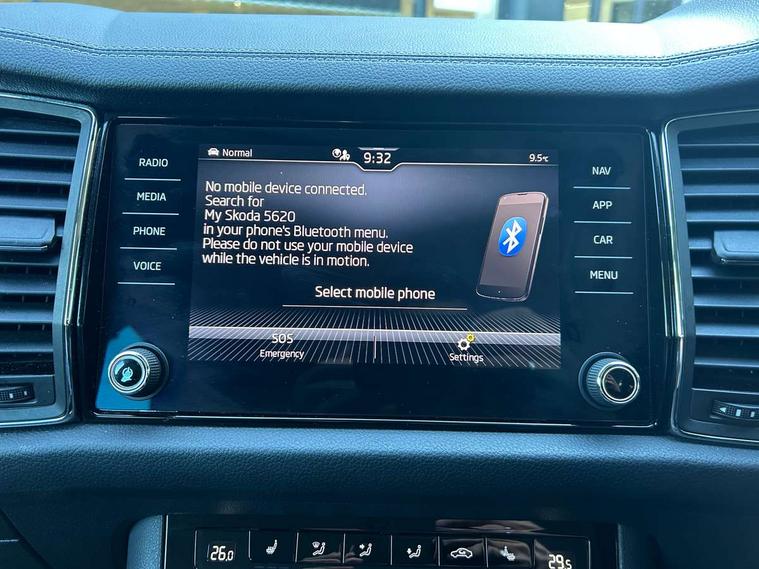 Normal
9:32
9.5°C
RADIO
MEDIA
PHONE
VOICE
No mobile device connected.
Search for
My Skoda 5620
in your phone's Bluetooth menu.
Please do not use your mobile device
while the vehicle is in motion.
Select mobile phone
505
Emergency
Settings
NAV
APP
CAR
MENU
26.0
29.5